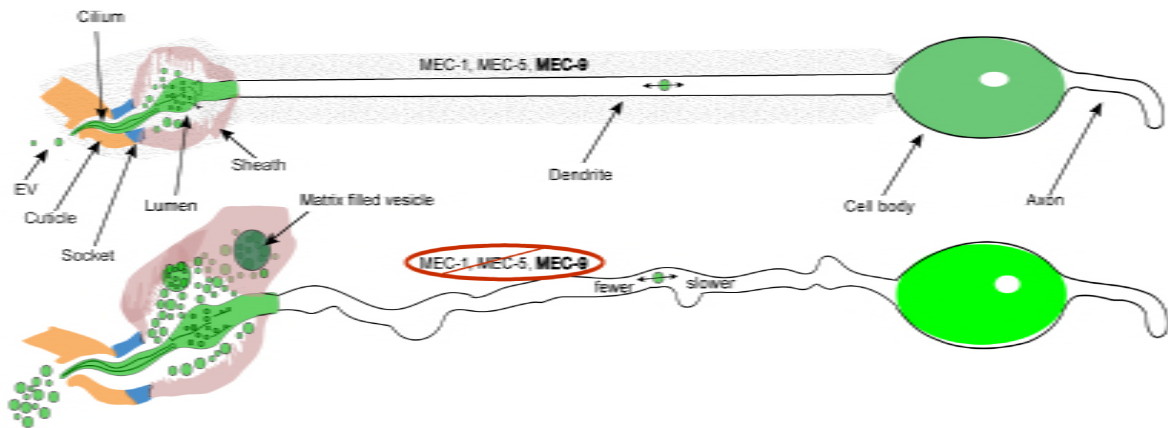 Cilium
MEC-1, MEC-5, MEC-9
EV
Cuticle
Socket
Lumen
Sheath
Dendrite
Cell body
Axon
Matrix filled vesicle
MEC-1, MEC-5, MEC-9
fewer
slower